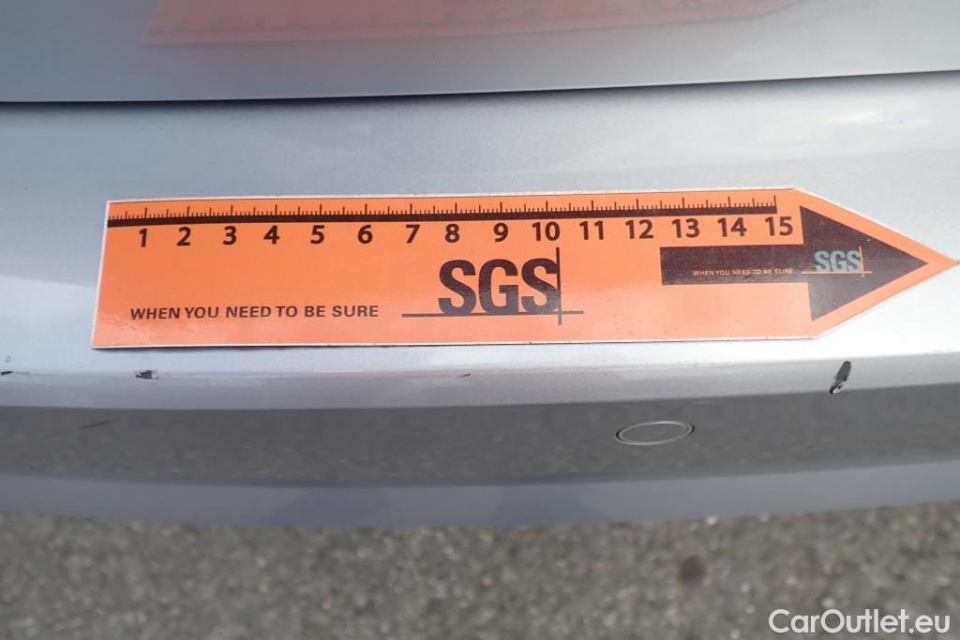 1 2 3 4 5 6 7 8 9 10 11 12 13 14 15
SGS
WHEN YOU NEED TO BE SURE
WHEN YOU NEED TO BE SURE
SGS
CarOutlet.eu